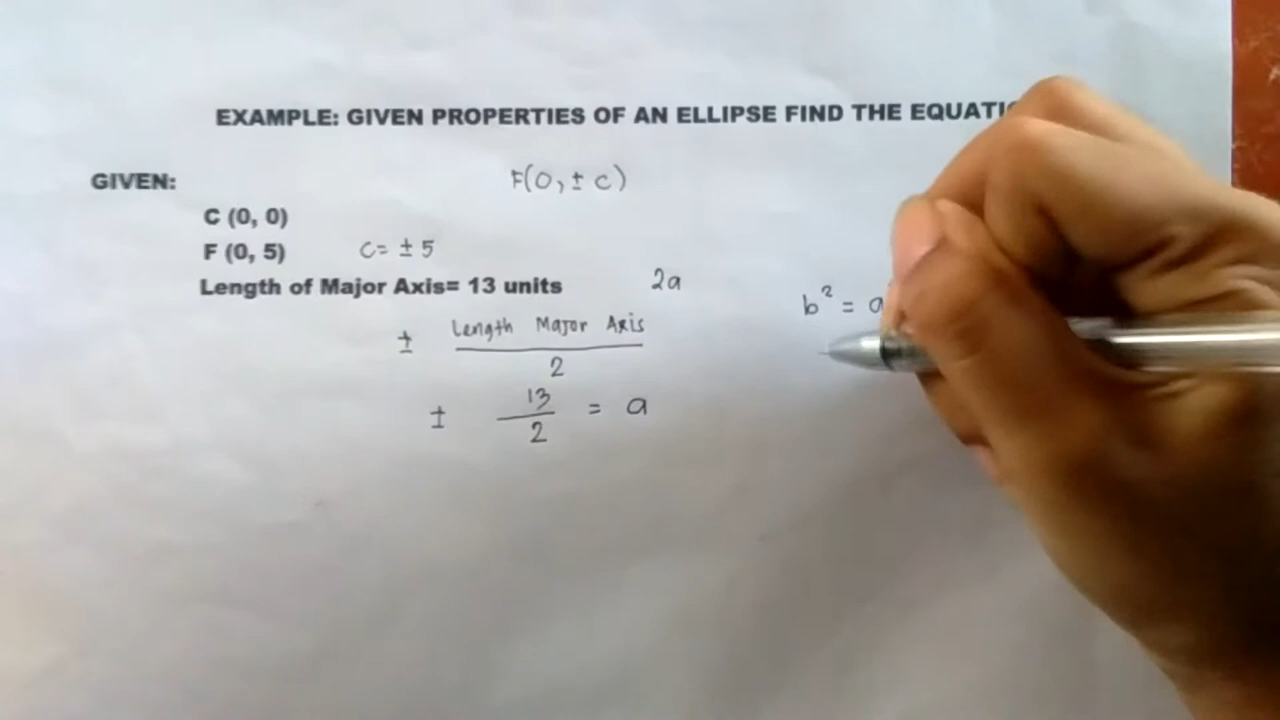 EXAMPLE: GIVEN PROPERTIES OF AN ELLIPSE FIND THE
GIVEN:
F(0, ± c)
C (0, 0)
F (0, 5) c= ± 5
Length of Major Axis= 13 units 2a
b² = a
± Length Major Axis / 2
± 13 / 2 = a